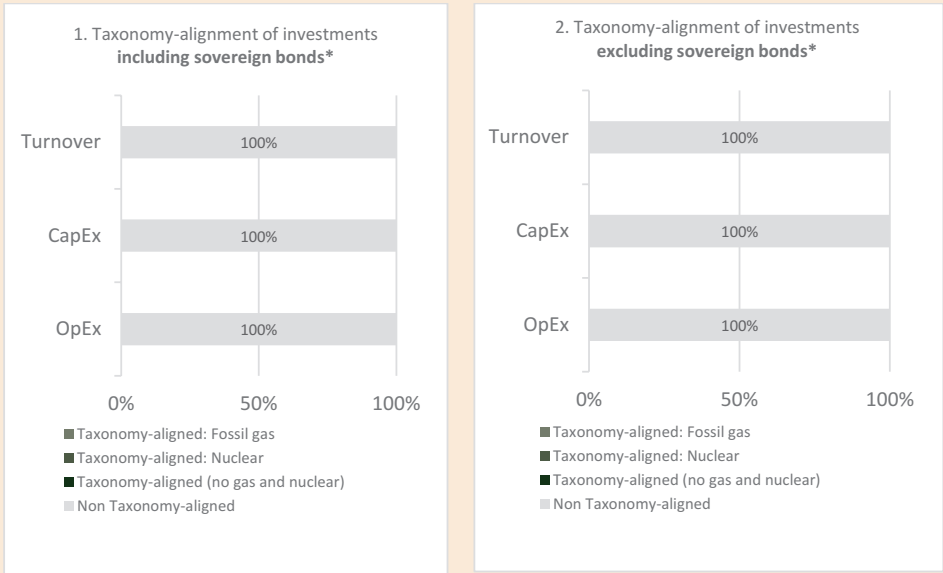 1. Taxonomy-alignment of investments
including sovereign bonds*
Turnover
100%
CapEx
100%
OpEx
100%
0% 50% 100%
Taxonomy-aligned: Fossil gas
Taxonomy-aligned: Nuclear
Taxonomy-aligned (no gas and nuclear)
Non Taxonomy-aligned
2. Taxonomy-alignment of investments
excluding sovereign bonds*
Turnover
100%
CapEx
100%
OpEx
100%
0% 50% 100%
Taxonomy-aligned: Fossil gas
Taxonomy-aligned: Nuclear
Taxonomy-aligned (no gas and nuclear)
Non Taxonomy-aligned